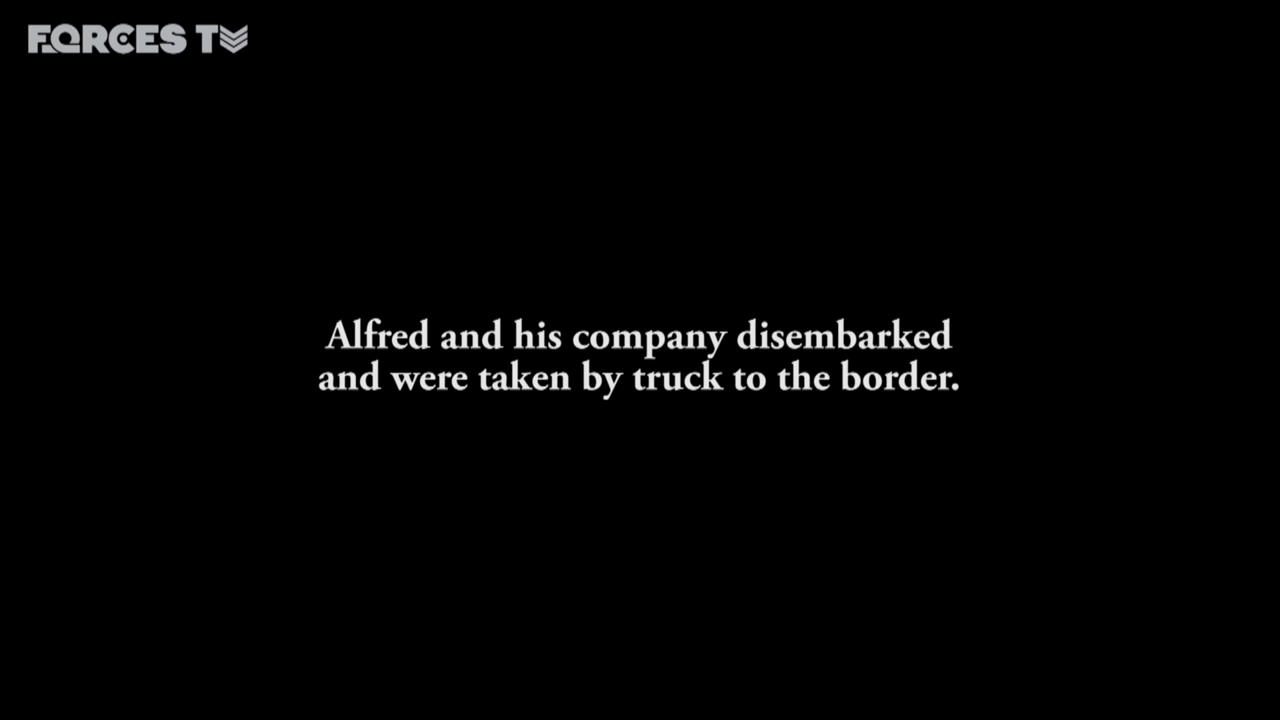 FORCES TV
Alfred and his company disembarked
and were taken by truck to the border.